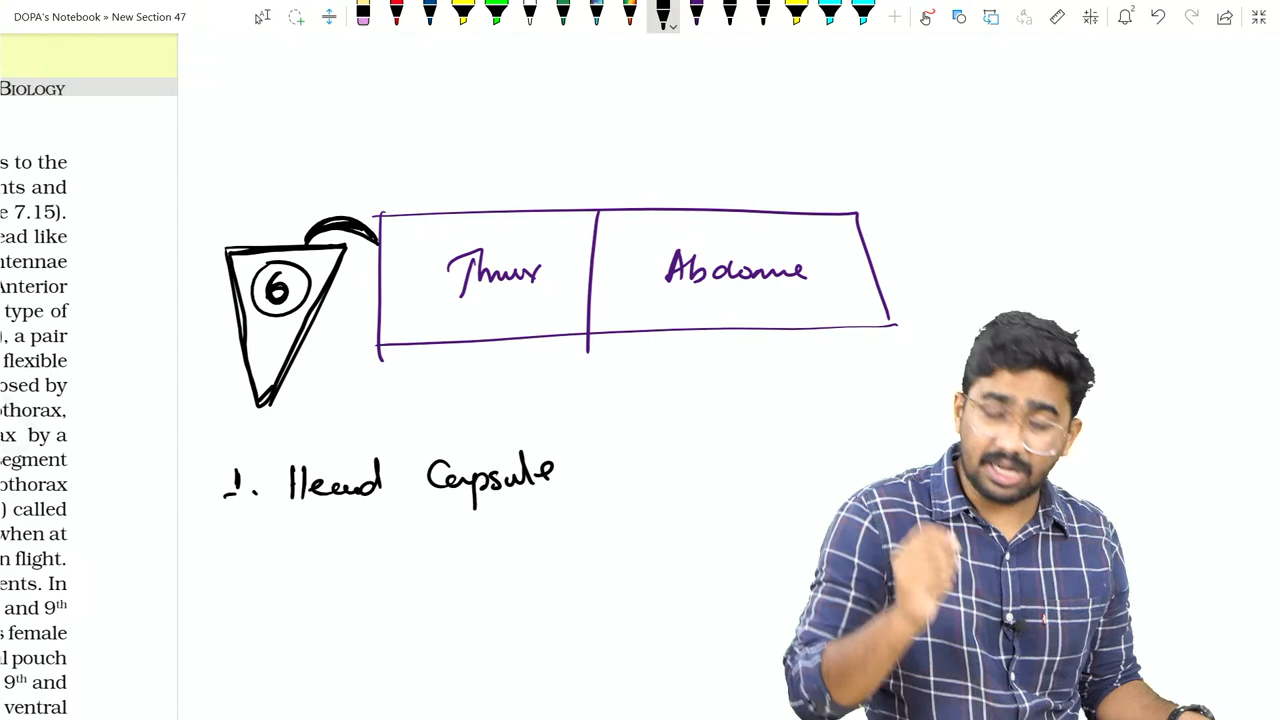 DOPA's Notebook » New Section 47
BIOLOGY
s to the
nts and
e 7.15).
ead like
ntennae
Anterior
type of
), a pair
flexible
osed by
othorax,
ax by a
segment
othorax
) called
when at
n flight.
ents. In
and 9th
s female
l pouch
9th and
ventral
6
Abdome
1. Head Capsule
2